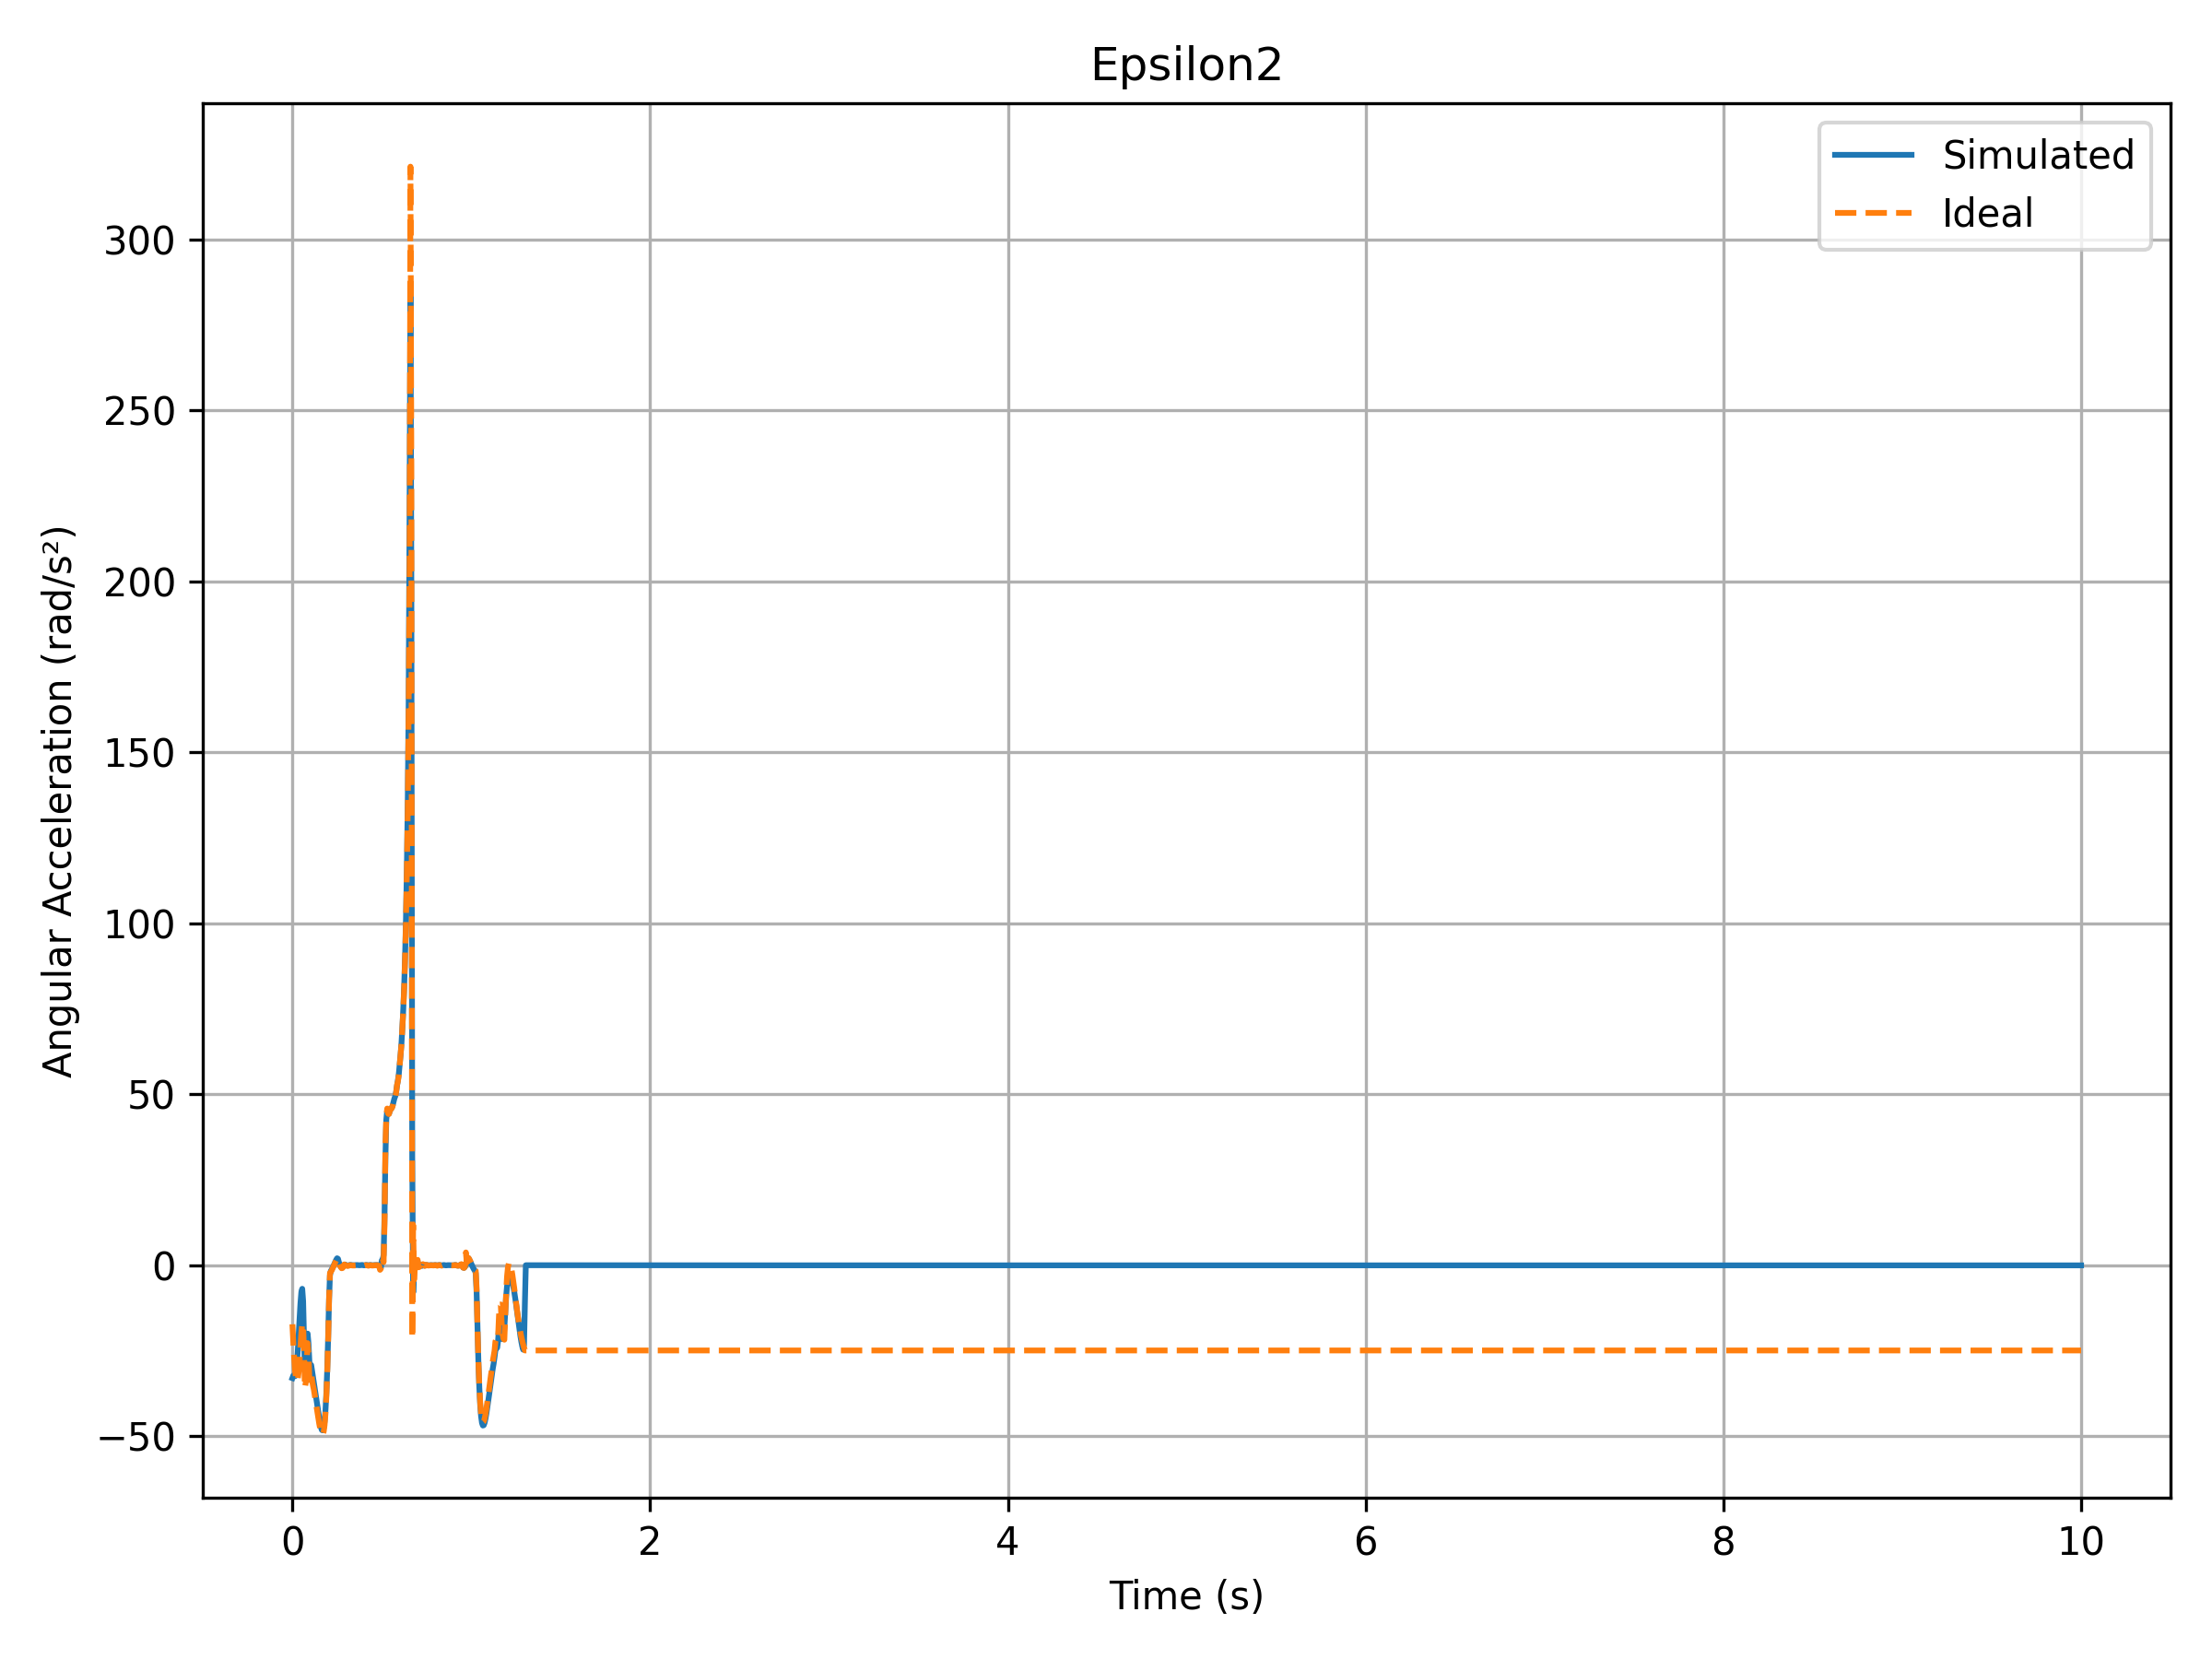 Epsilon2
Simulated
Ideal
300
250
200
150
100
50
0
−50
Angular Acceleration (rad/s²)
0 2 4 6 8 10
Time (s)